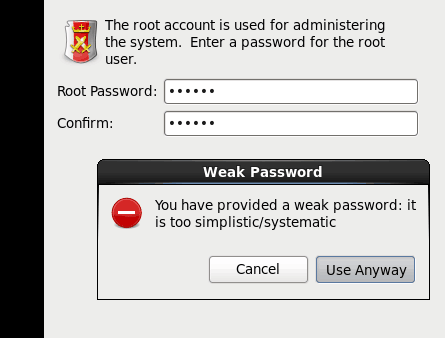 The root account is used for administering
the system.  Enter a password for the root
user.
Root Password: ••••••
Confirm: ••••••
Weak Password
You have provided a weak password: it
is too simplistic/systematic
Cancel Use Anyway